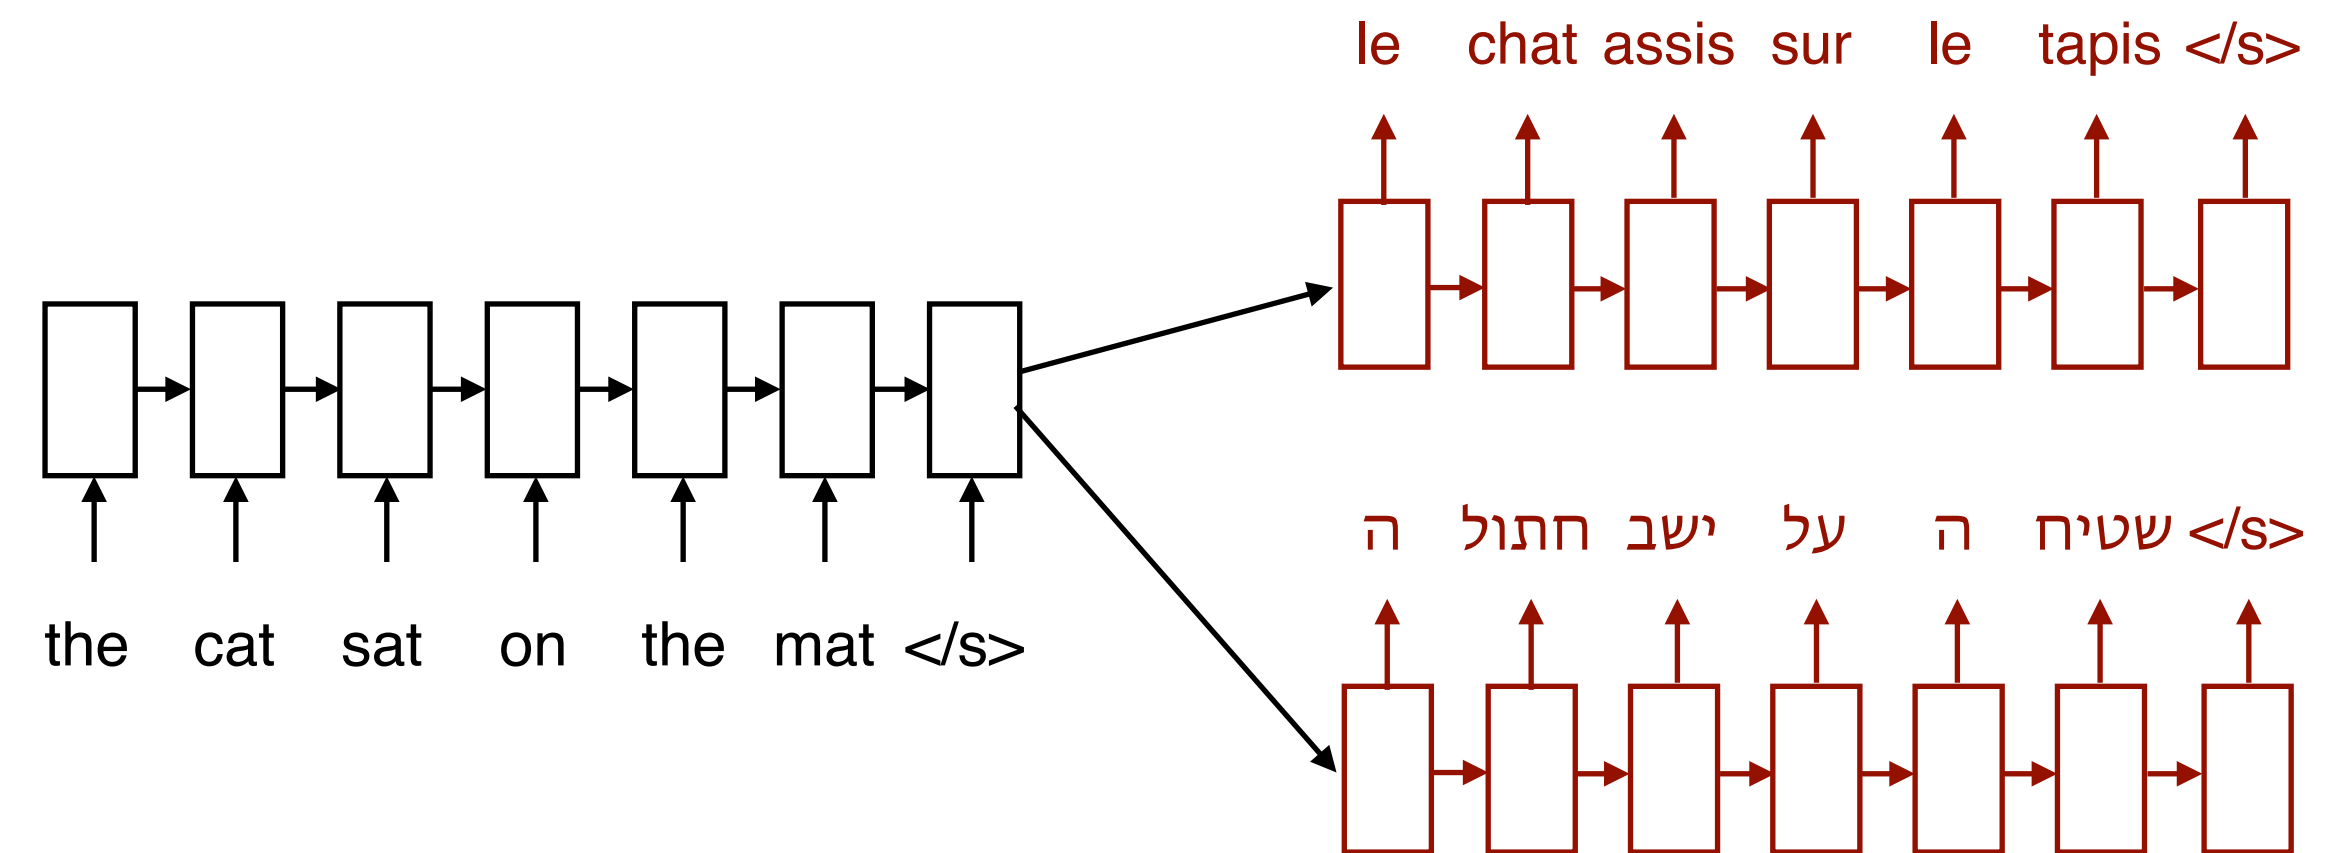 le chat assis sur le tapis </s>
ה חתול ישב על ה שטיח </s>
the cat sat on the mat </s>